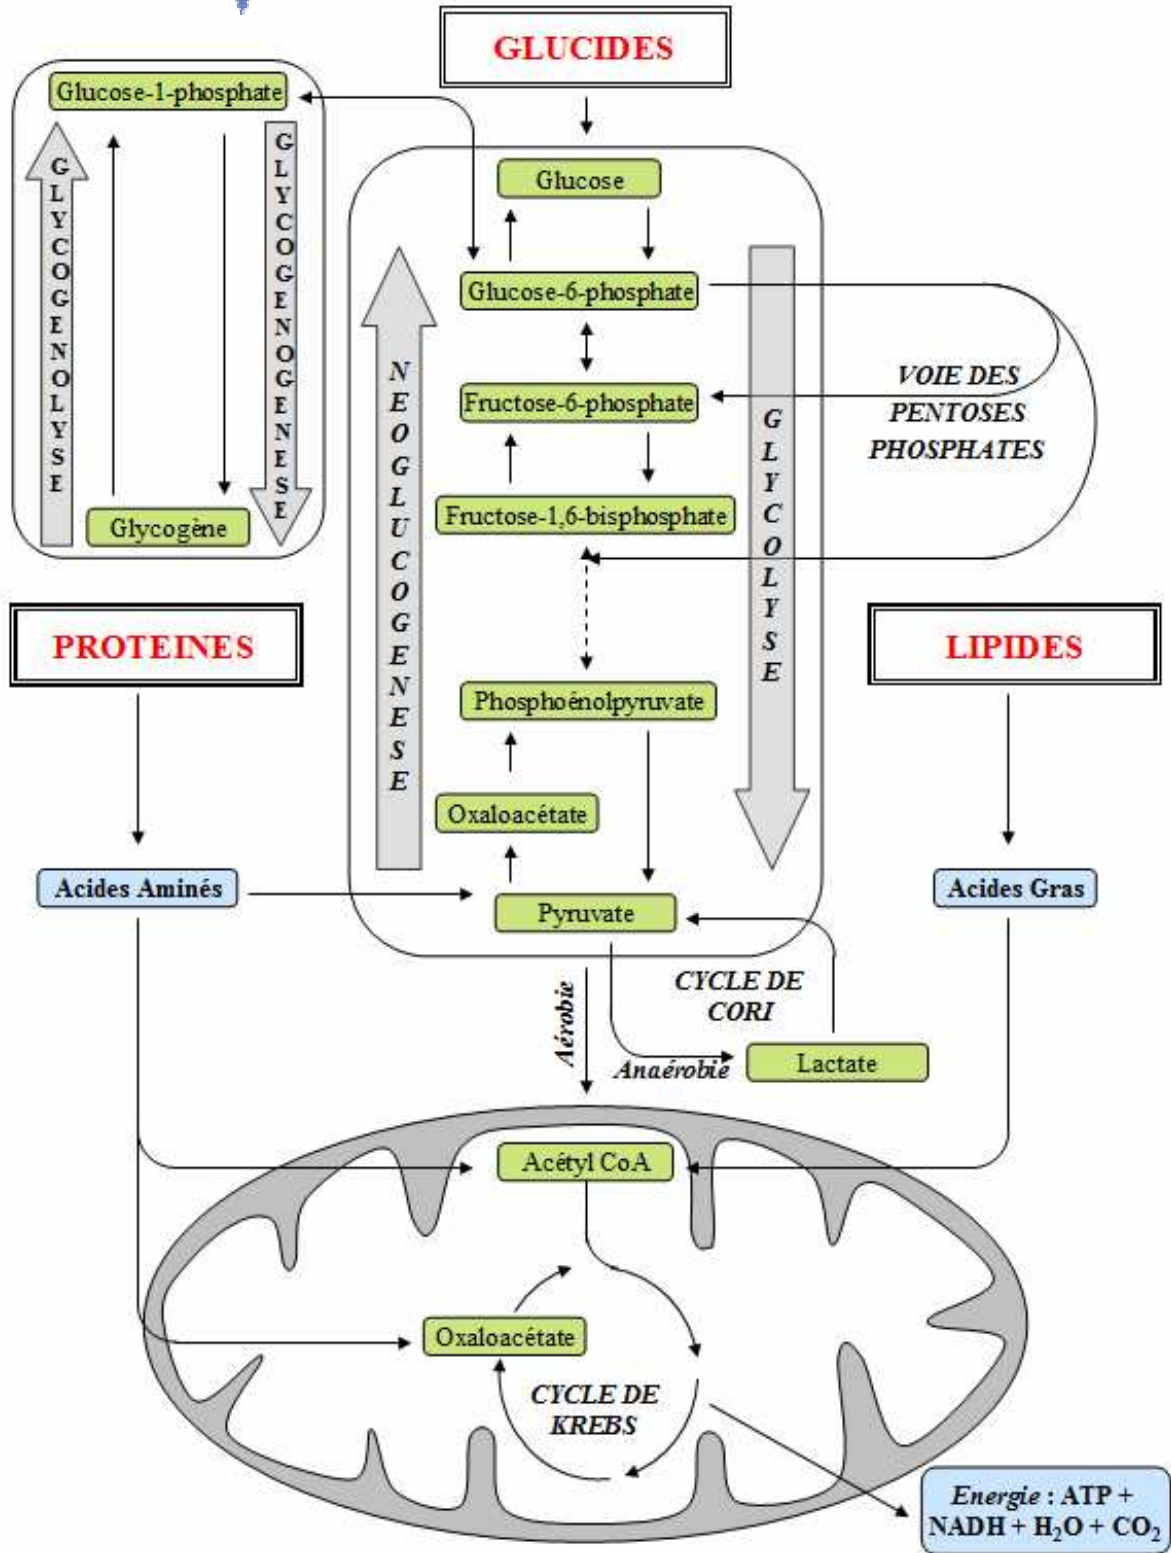 GLUCIDES
Glucose-1-phosphate
GLYCOGENOLYSE
GLYCOGENOGENESE
Glycogène
Glucose
Glucose-6-phosphate
Fructose-6-phosphate
Fructose-1,6-bisphosphate
NEOGLUCOGENESE
GLYCOLYSE
VOIE DES
PENTOSES
PHOSPHATES
PROTEINES
LIPIDES
Phosphoénolpyruvate
Oxaloacétate
Acides Aminés
Pyruvate
Acides Gras
Aérobie
CYCLE DE
CORI
Anaérobie
Lactate
Acétyl CoA
Oxaloacétate
CYCLE DE
KREBS
Energie : ATP +
NADH + H₂O + CO₂